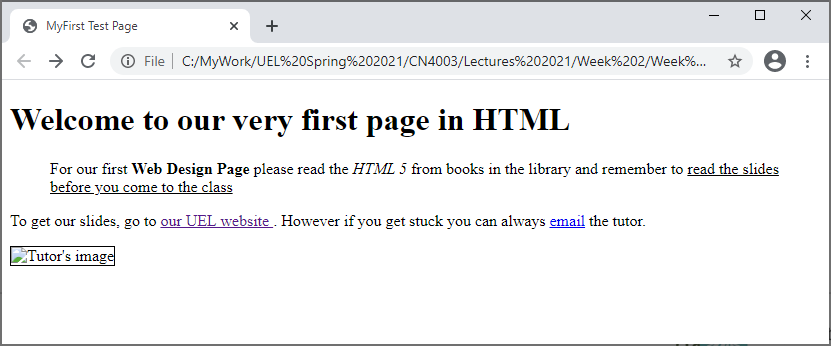 MyFirst Test Page
File | C:/MyWork/UEL%20Spring%202021/CN4003/Lectures%202021/Week%202/Week%...
Welcome to our very first page in HTML
For our first Web Design Page please read the HTML 5 from books in the library and remember to read the slides
before you come to the class
To get our slides, go to our UEL website . However if you get stuck you can always email the tutor.
Tutor's image